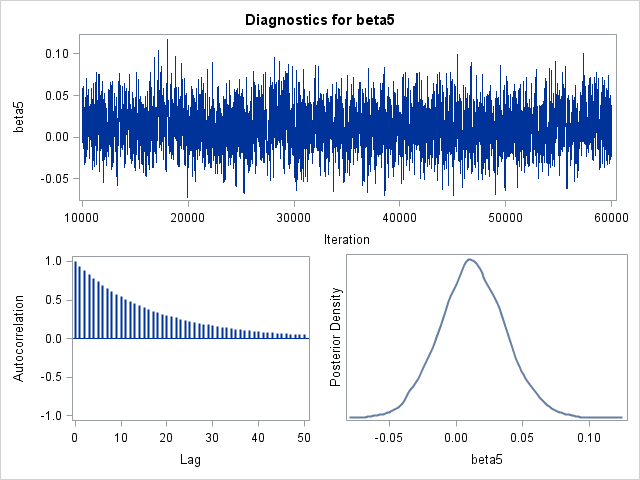 Diagnostics for beta5
beta5
0.10
0.05
0.00
-0.05
10000 20000 30000 40000 50000 60000
Iteration
Autocorrelation
1.0
0.5
0.0
-0.5
-1.0
0 10 20 30 40 50
Lag
Posterior Density
-0.05 0.00 0.05 0.10
beta5